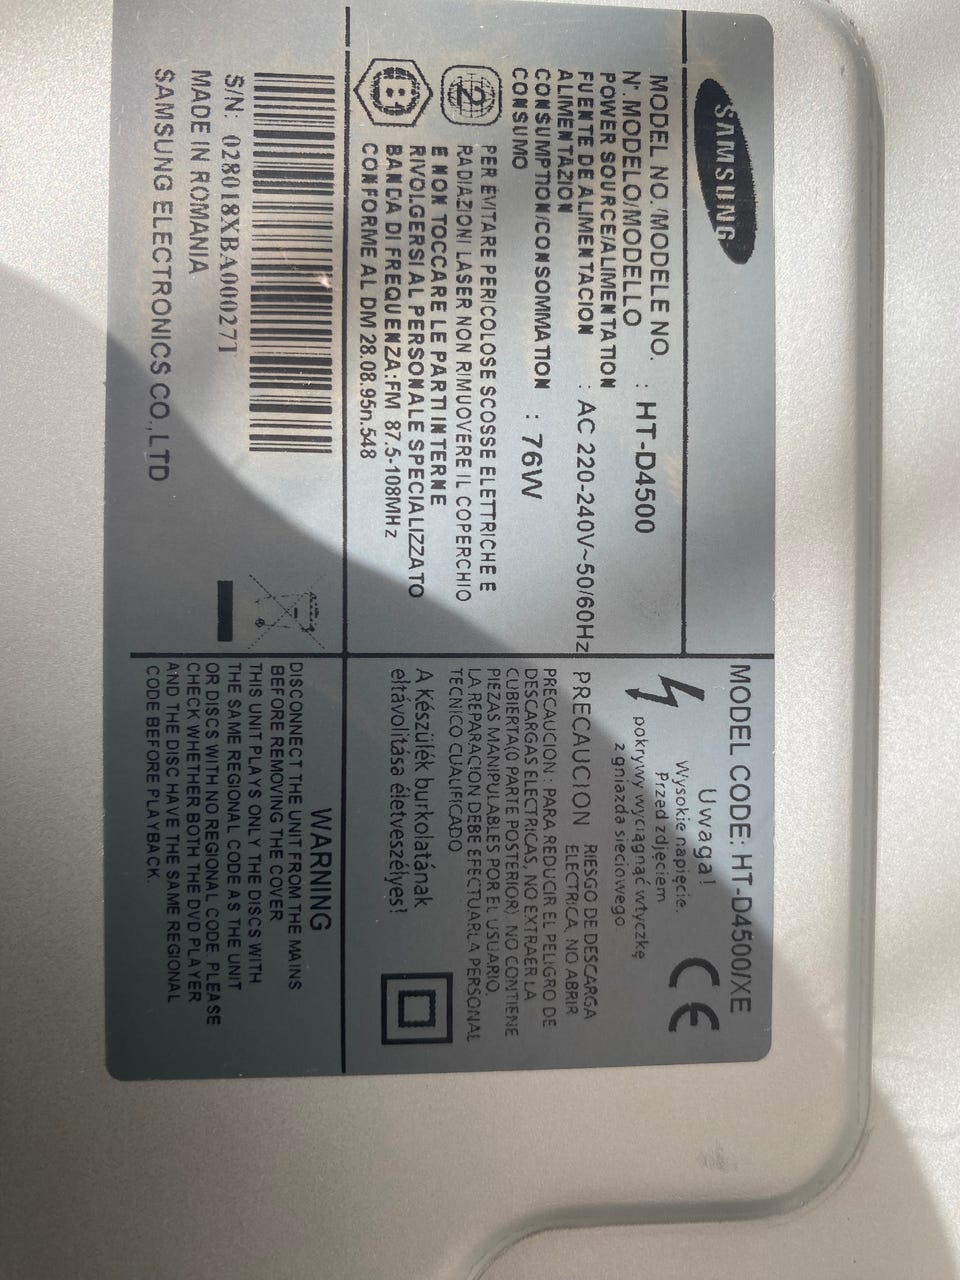 SAMSUNG
MODEL NO./MODELE NO.
N°. MODELO/MODELLO : HT-D4500
POWER SOURCE/ALIMENTATION
FUENTE DE ALIMENTACION : AC 220-240V~50/60Hz
ALIMENTAZION
CONSUMPTION/CONSOMMATION
CONSUMO : 76W
2
PER EVITARE PERICOLOSE SCOSSE ELETTRICHE E
RADIAZIONI LASER NON RIMUOVERE IL COPERCHIO
E NON TOCCARE LE PARTI INTERNE
RIVOLGERSI AL PERSONALE SPECIALIZZATO
B
BANDA DI FREQUENZA:FM 87.5-108MHz
CONFORME AL DM 28.08.95n.548
S/N: 028018XBA000271
MADE IN ROMANIA
SAMSUNG ELECTRONICS CO.,LTD
MODEL CODE: HT-D4500/XE
Uwaga!
Wysokie napięcie.
Przed zdjęciem
pokrywy wyciągnąć wtyczkę
z gniazda sieciowego
CE
PRECAUCION RIESGO DE DESCARGA
ELECTRICA, NO ABRIR
PRECAUCION : PARA REDUCIR EL PELIGRO DE
DESCARGAS ELECTRICAS, NO EXTRAER LA
CUBIERTA(O PARTE POSTERIOR). NO CONTIENE
PIEZAS MANIPULABLES POR EL USUARIO.
LA REPARACION DEBE EFECTUARLA PERSONAL
TECNICO CUALIFICADO
A Készülék burkolatának
eltávolítása életveszélyes!
WARNING
DISCONNECT THE UNIT FROM THE MAINS
BEFORE REMOVING THE COVER
THIS UNIT PLAYS ONLY THE DISCS WITH
THE SAME REGIONAL CODE AS THE UNIT
OR DISCS WITH NO REGIONAL CODE. PLEASE
CHECK WHETHER BOTH THE DVD PLAYER
AND THE DISC HAVE THE SAME REGIONAL
CODE BEFORE PLAYBACK.